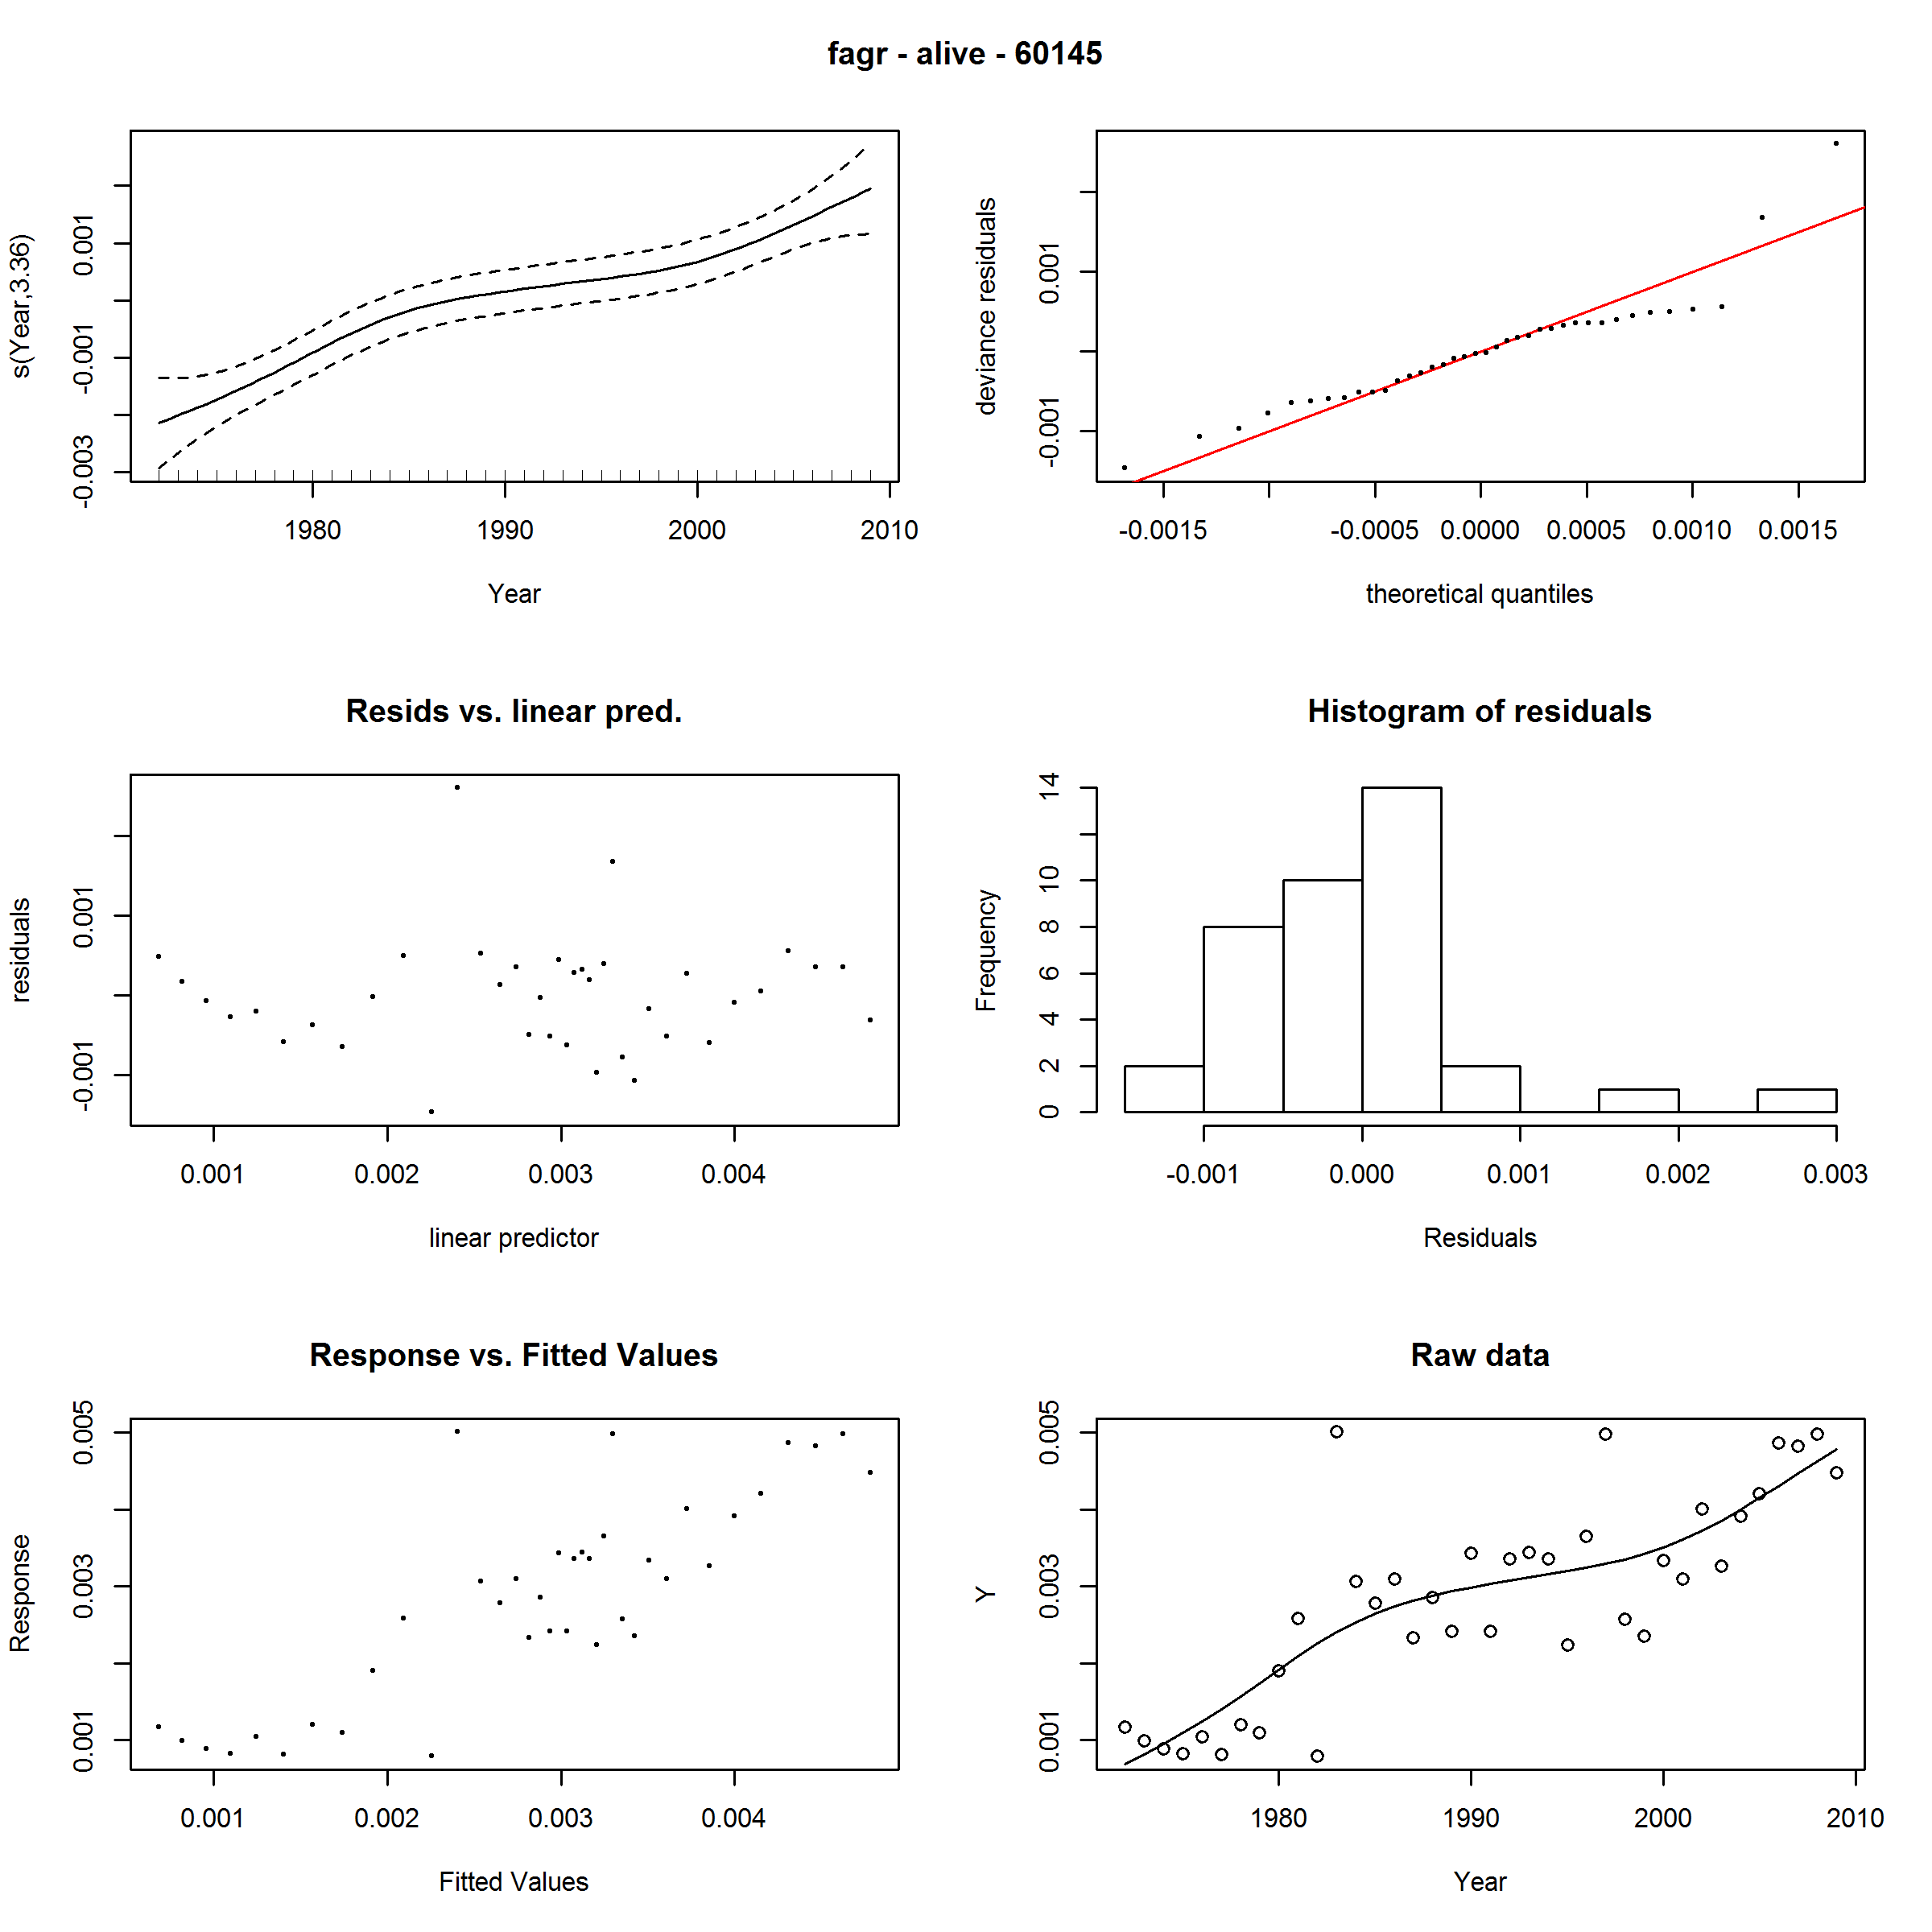 fagr - alive - 60145
s(Year,3.36)
0.001
-0.001
-0.003
1980 1990 2000 2010
Year
deviance residuals
0.001
-0.001
-0.0015 -0.0005 0.0000 0.0005 0.0010 0.0015
theoretical quantiles
Resids vs. linear pred.
residuals
0.001
-0.001
0.001 0.002 0.003 0.004
linear predictor
Histogram of residuals
Frequency
14
10
8
6
4
2
0
-0.001 0.000 0.001 0.002 0.003
Residuals
Response vs. Fitted Values
Response
0.005
0.003
0.001
0.001 0.002 0.003 0.004
Fitted Values
Raw data
Y
0.005
0.003
0.001
1980 1990 2000 2010
Year